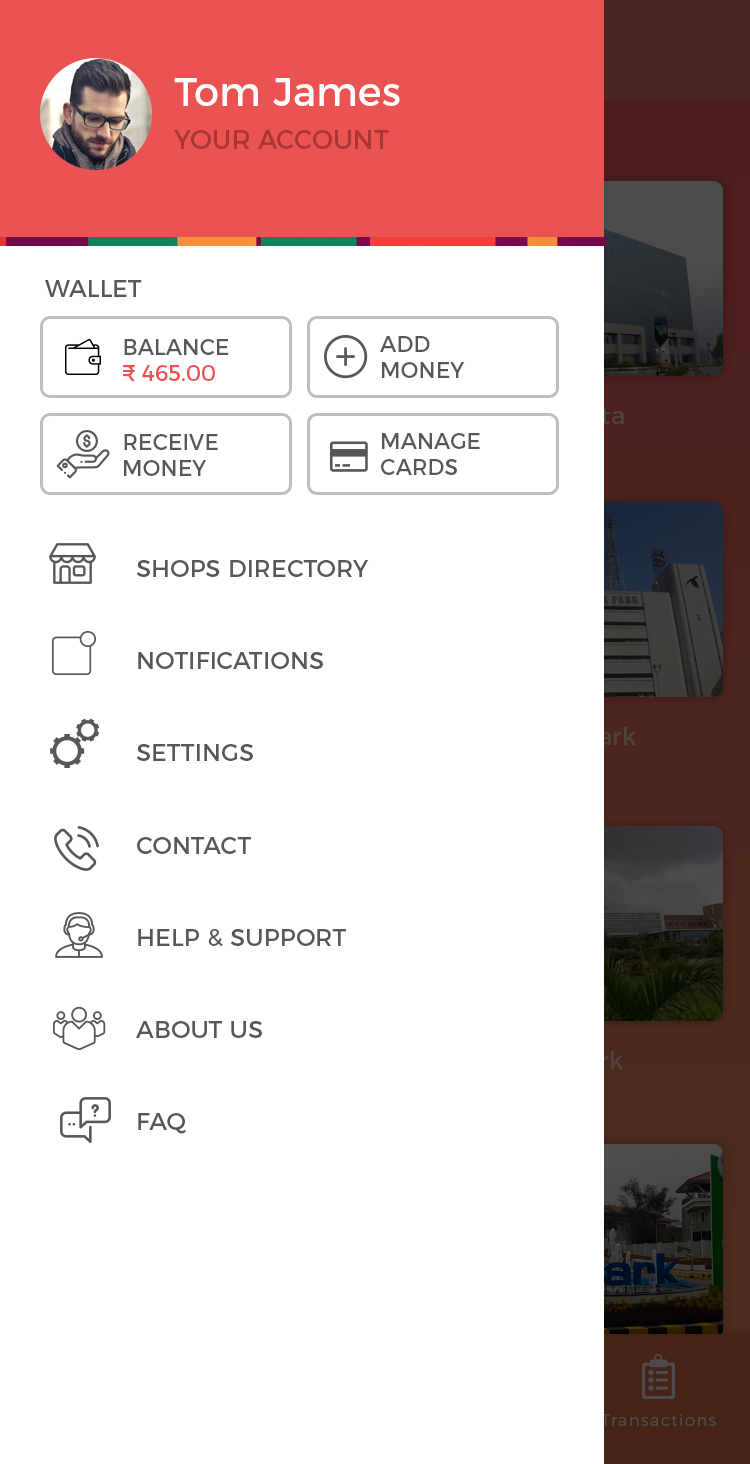 Tom James
YOUR ACCOUNT
WALLET
BALANCE
₹ 465.00
ADD
MONEY
RECEIVE
MONEY
MANAGE
CARDS
SHOPS DIRECTORY
NOTIFICATIONS
SETTINGS
CONTACT
HELP & SUPPORT
ABOUT US
FAQ
ta
PARK
ark
rk
ark
Transactions